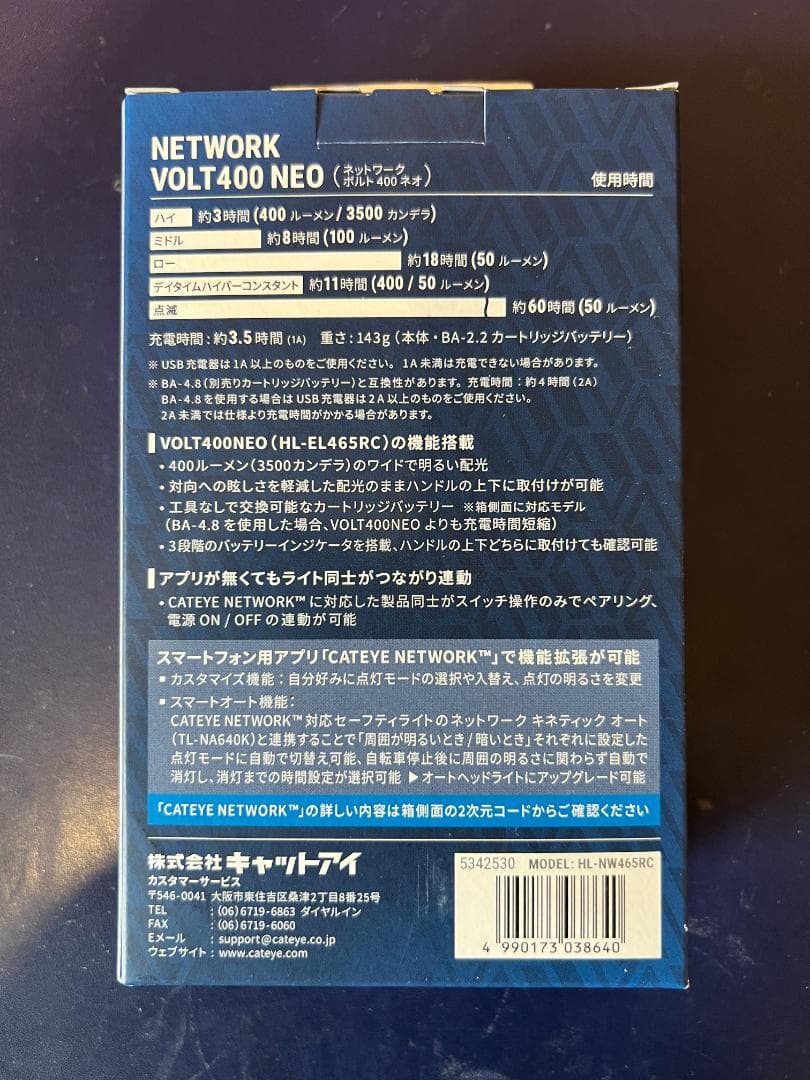 NETWORK
VOLT400 NEO (ネットワーク ボルト400 ネオ)
使用時間
ハイ 約3時間 (400 ルーメン / 3500 カンデラ)
ミドル 約8時間 (100 ルーメン)
ロー 約18時間 (50 ルーメン)
デイタイムハイパーコンスタント 約11時間 (400 / 50 ルーメン)
点滅 約60時間 (50 ルーメン)
充電時間:約3.5時間 (1A) 重さ:143g (本体・BA-2.2 カートリッジバッテリー)
※ USB充電器は1A以上のものをご使用ください。 1A未満は充電できない場合があります。
※ BA-4.8(別売りカートリッジバッテリー)と互換性があります。充電時間:約4時間(2A)
BA-4.8を使用する場合はUSB充電器は2A以上のものをご使用ください。
2A未満では仕様より充電時間がかかる場合があります。
VOLT400NEO(HL-EL465RC)の機能搭載
・400ルーメン(3500カンデラ)のワイドで明るい配光
・対向への眩しさを軽減した配光のままハンドルの上下に取付けが可能
・工具なしで交換可能なカートリッジバッテリー ※箱側面に対応モデル
(BA-4.8を使用した場合、VOLT400NEOよりも充電時間短縮)
・3段階のバッテリーインジケータを搭載、ハンドルの上下どちらに取付けても確認可能
アプリが無くてもライト同士がつながり連動
・CATEYE NETWORK™ に対応した製品同士がスイッチ操作のみでペアリング、
電源 ON / OFF の連動が可能
スマートフォン用アプリ「CATEYE NETWORK™」で機能拡張が可能
■ カスタマイズ機能:自分好みに点灯モードの選択や入替え、点灯の明るさを変更
■ スマートオート機能:
CATEYE NETWORK™ 対応セーフティライトのネットワーク キネティック オート
(TL-NA640K)と連携することで「周囲が明るいとき / 暗いとき」それぞれに設定した
点灯モードに自動で切替え可能、自転車停止後に周囲の明るさに関わらず自動で
消灯し、消灯までの時間設定が選択可能 ▶オートヘッドライトにアップグレード可能
「CATEYE NETWORK™」の詳しい内容は箱側面の2次元コードからご確認ください
株式会社 キャットアイ
カスタマーサービス
〒546-0041 大阪市東住吉区桑津2丁目8番25号
TEL : (06)6719-6863 ダイヤルイン
FAX : (06)6719-6060
Eメール : support@cateye.co.jp
ウェブサイト : www.cateye.com
5342530 MODEL: HL-NW465RC
4 990173 038640